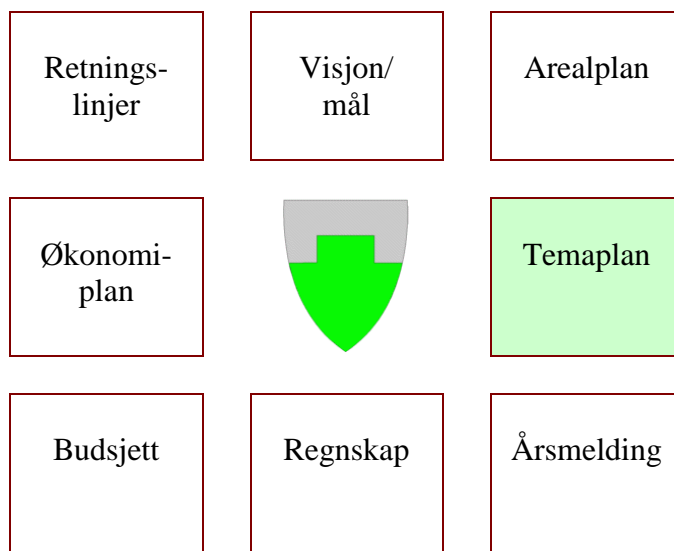 Retnings-
linjer
Visjon/
mål
Arealplan
Økonomi-
plan
Temaplan
Budsjett
Regnskap
Årsmelding